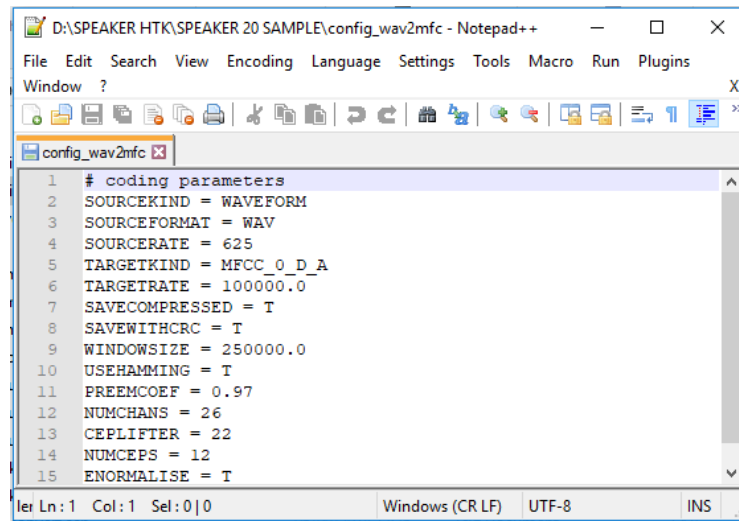 D:\SPEAKER HTK\SPEAKER 20 SAMPLE\config_wav2mfc - Notepad++
File Edit Search View Encoding Language Settings Tools Macro Run Plugins
Window ? X
config_wav2mfc
1 # coding parameters
2 SOURCEKIND = WAVEFORM
3 SOURCEFORMAT = WAV
4 SOURCERATE = 625
5 TARGETKIND = MFCC_0_D_A
6 TARGETRATE = 100000.0
7 SAVECOMPRESSED = T
8 SAVEWITHCRC = T
9 WINDOWSIZE = 250000.0
10 USEHAMMING = T
11 PREEMCOEF = 0.97
12 NUMCHANS = 26
13 CEPLIFTER = 22
14 NUMCEPS = 12
15 ENORMALISE = T
Ln : 1 Col : 1 Sel : 0 | 0 Windows (CR LF) UTF-8 INS